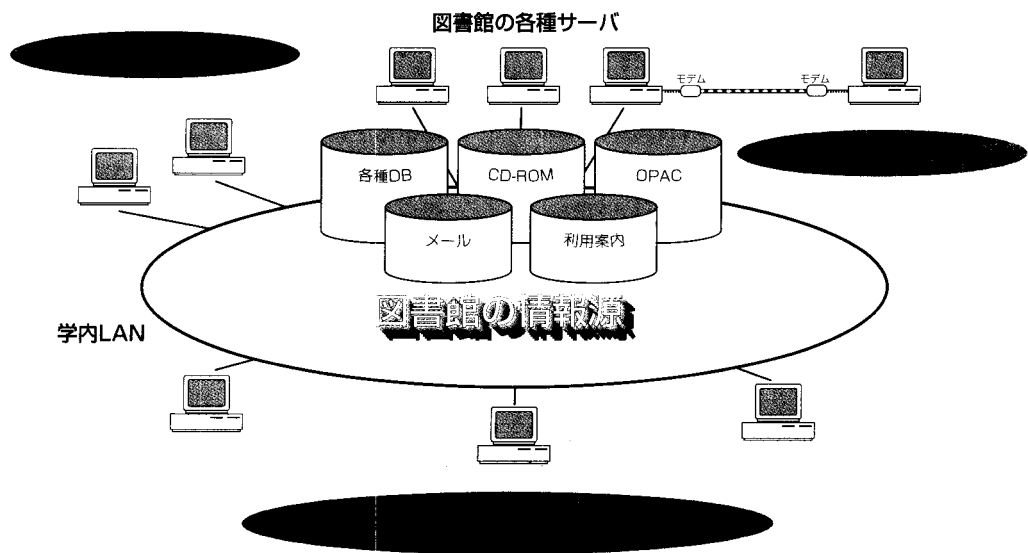 図書館の各種サーバ
モデム
モデム
各種DB
CD-ROM
OPAC
メール
利用案内
図書館の情報源
学内LAN